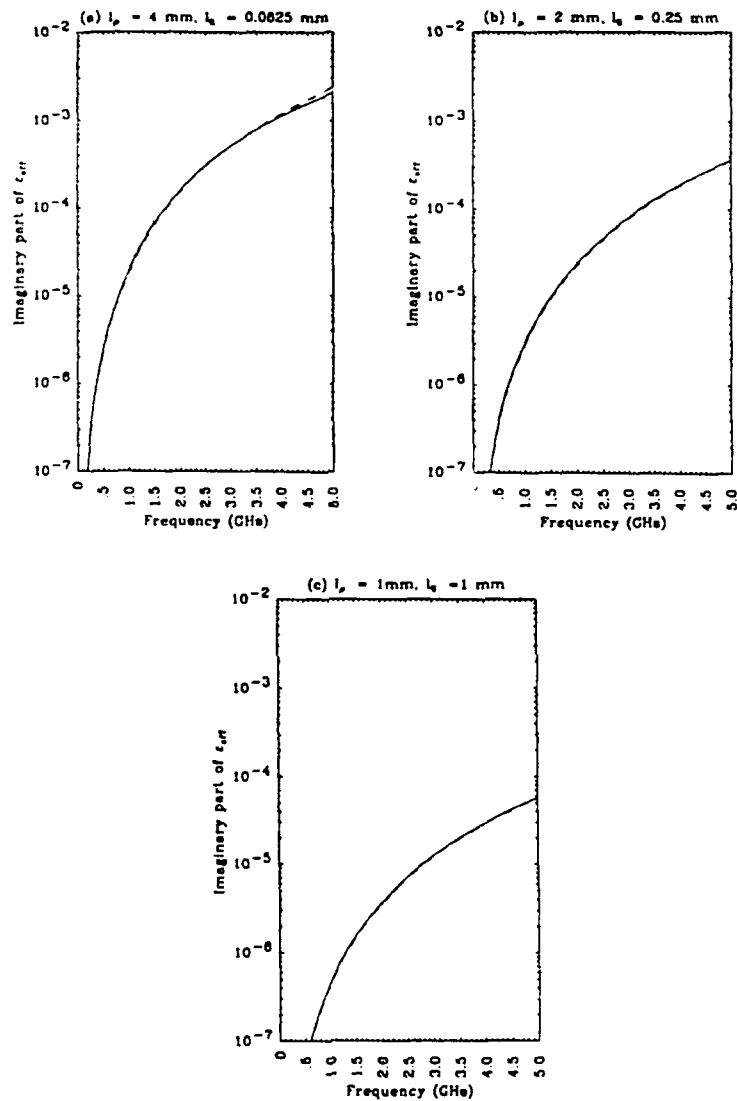 (a) l_ρ = 4 mm, l_z = 0.0625 mm
10^-2
10^-3
10^-4
10^-5
10^-6
10^-7
Imaginary part of ε_eff
0 .5 1.0 1.5 2.0 2.5 3.0 3.5 4.0 4.5 5.0
Frequency (GHz)
(b) l_ρ = 2 mm, l_z = 0.25 mm
10^-2
10^-3
10^-4
10^-5
10^-6
10^-7
Imaginary part of ε_eff
.5 1.0 1.5 2.0 2.5 3.0 3.5 4.0 4.5 5.0
Frequency (GHz)
(c) l_ρ = 1mm, l_z =1 mm
10^-2
10^-3
10^-4
10^-5
10^-6
10^-7
Imaginary part of ε_eff
0 .5 1.0 1.5 2.0 2.5 3.0 3.5 4.0 4.5 5.0
Frequency (GHz)